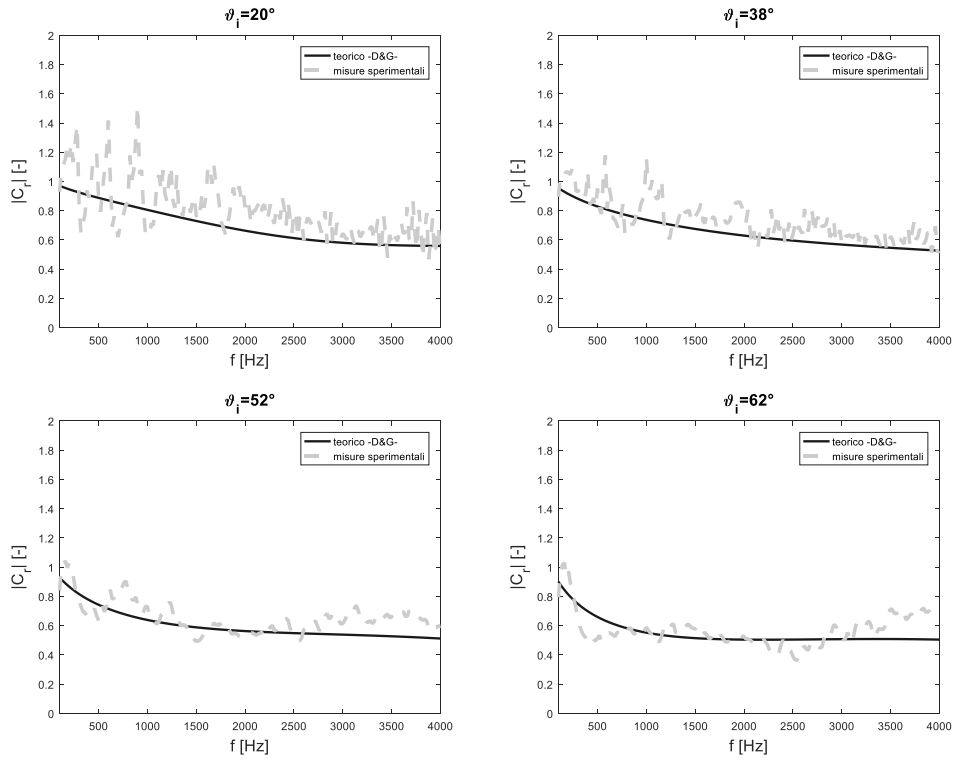 ϑi=20°
teorico -D&G-
misure sperimentali
|Cr| [-]
2
1.8
1.6
1.4
1.2
1
0.8
0.6
0.4
0.2
0
500 1000 1500 2000 2500 3000 3500 4000
f [Hz]
ϑi=38°
teorico -D&G-
misure sperimentali
|Cr| [-]
2
1.8
1.6
1.4
1.2
1
0.8
0.6
0.4
0.2
0
500 1000 1500 2000 2500 3000 3500 4000
f [Hz]
ϑi=52°
teorico -D&G-
misure sperimentali
|Cr| [-]
2
1.8
1.6
1.4
1.2
1
0.8
0.6
0.4
0.2
0
500 1000 1500 2000 2500 3000 3500 4000
f [Hz]
ϑi=62°
teorico -D&G-
misure sperimentali
|Cr| [-]
2
1.8
1.6
1.4
1.2
1
0.8
0.6
0.4
0.2
0
500 1000 1500 2000 2500 3000 3500 4000
f [Hz]